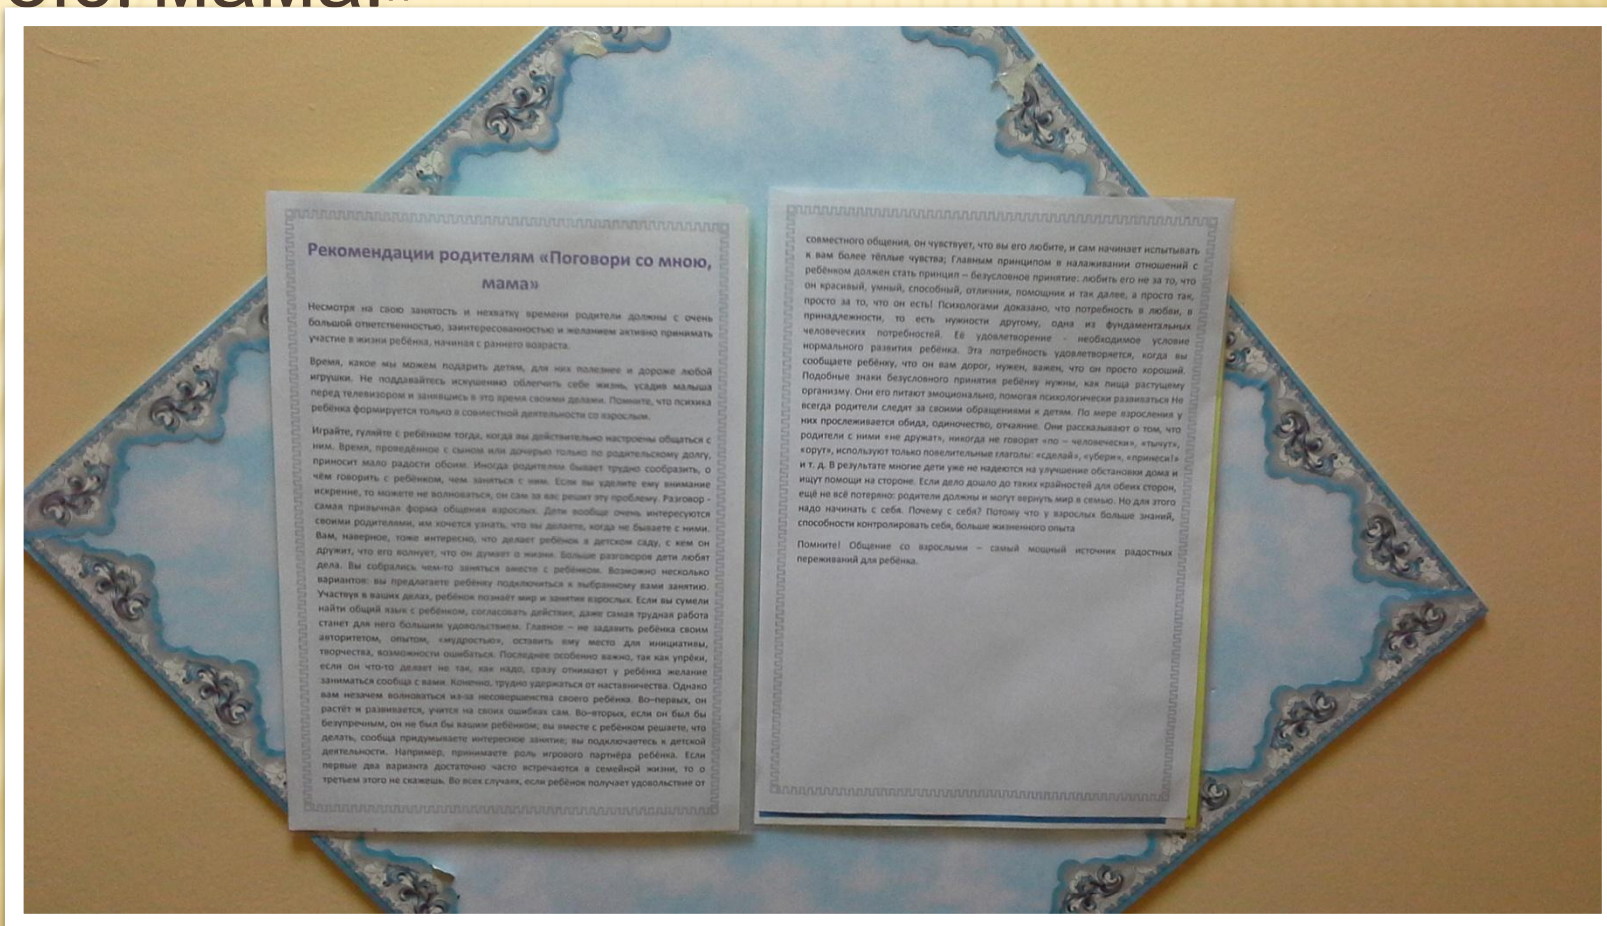 мама.
Рекомендации родителям «Поговори со мною,
мама»
Несмотря на свою занятость и нехватку времени родители должны с очень
большой ответственностью, заинтересованностью и желанием активно принимать
участие в жизни ребёнка, начиная с раннего возраста.
Время, какое мы можем подарить детям, для них полезнее и дороже любой
игрушки. Не поддавайтесь искушению облегчить себе жизнь, усадив малыша
перед телевизором и занявшись в это время своими делами. Помните, что психика
ребёнка формируется только в совместной деятельности со взрослым.
Играйте, гуляйте с ребёнком тогда, когда вы действительно настроены общаться с
ним. Время, проведённое с сыном или дочерью только по родительскому долгу,
приносит мало радости обоим. Иногда родителям бывает трудно сообразить, о
чём говорить с ребёнком, чем заняться с ним. Если вы уделите ему внимание
искренне, то можете не волноваться, он сам за вас решит эту проблему. Разговор -
самая привычная форма общения взрослых. Дети вообще очень интересуются
своими родителями, им хочется узнать, что вы делаете, когда не бываете с ними.
Вам, наверное, тоже интересно, что делает ребёнок в детском саду, с кем он
дружит, что его волнует, что он думает о жизни. Больше разговоров дети любят
дела. Вы собрались чем-то заняться вместе с ребёнком. Возможно несколько
вариантов: вы предлагаете ребёнку подключиться к выбранному вами занятию.
Участвуя в ваших делах, ребёнок познаёт мир и занятия взрослых. Если вы сумели
найти общий язык с ребёнком, согласовать действия, даже самая трудная работа
станет для него большим удовольствием. Главное – не задавить ребёнка своим
авторитетом, опытом, «мудростью», оставить ему место для инициативы,
творчества, возможности ошибаться. Последнее особенно важно, так как упрёки,
если он что-то делает не так, как надо, сразу отнимают у ребёнка желание
заниматься сообща с вами. Конечно, трудно удержаться от наставничества. Однако
вам незачем волноваться из-за несовершенства своего ребёнка. Во-первых, он
растёт и развивается, учится на своих ошибках сам. Во-вторых, если он был бы
безупречным, он не был бы вашим ребёнком; вы вместе с ребёнком решаете, что
делать, сообща придумываете интересное занятие; вы подключаетесь к детской
деятельности. Например, принимаете роль игрового партнёра ребёнка. Если
первые два варианта достаточно часто встречаются в семейной жизни, то о
третьем этого не скажешь. Во всех случаях, если ребёнок получает удовольствие от
совместного общения, он чувствует, что вы его любите, и сам начинает испытывать
к вам более тёплые чувства; Главным принципом в налаживании отношений с
ребёнком должен стать принцип – безусловное принятие: любить его не за то, что
он красивый, умный, способный, отличник, помощник и так далее, а просто так,
просто за то, что он есть! Психологами доказано, что потребность в любви, в
принадлежности, то есть нужности другому, одна из фундаментальных
человеческих потребностей. Её удовлетворение - необходимое условие
нормального развития ребёнка. Эта потребность удовлетворяется, когда вы
сообщаете ребёнку, что он вам дорог, нужен, важен, что он просто хороший.
Подобные знаки безусловного принятия ребёнку нужны, как пища растущему
организму. Они его питают эмоционально, помогая психологически развиваться Не
всегда родители следят за своими обращениями к детям. По мере взросления у
них прослеживается обида, одиночество, отчаяние. Они рассказывают о том, что
родители с ними «не дружат», никогда не говорят «по – человечески», «тычут»,
«орут», используют только повелительные глаголы: «сделай», «убери», «принеси!»
и т. д. В результате многие дети уже не надеются на улучшение обстановки дома и
ищут помощи на стороне. Если дело дошло до таких крайностей для обеих сторон,
ещё не всё потеряно: родители должны и могут вернуть мир в семью. Но для этого
надо начинать с себя. Почему с себя? Потому что у взрослых больше знаний,
способности контролировать себя, больше жизненного опыта
Помните! Общение со взрослыми – самый мощный источник радостных
переживаний для ребёнка.